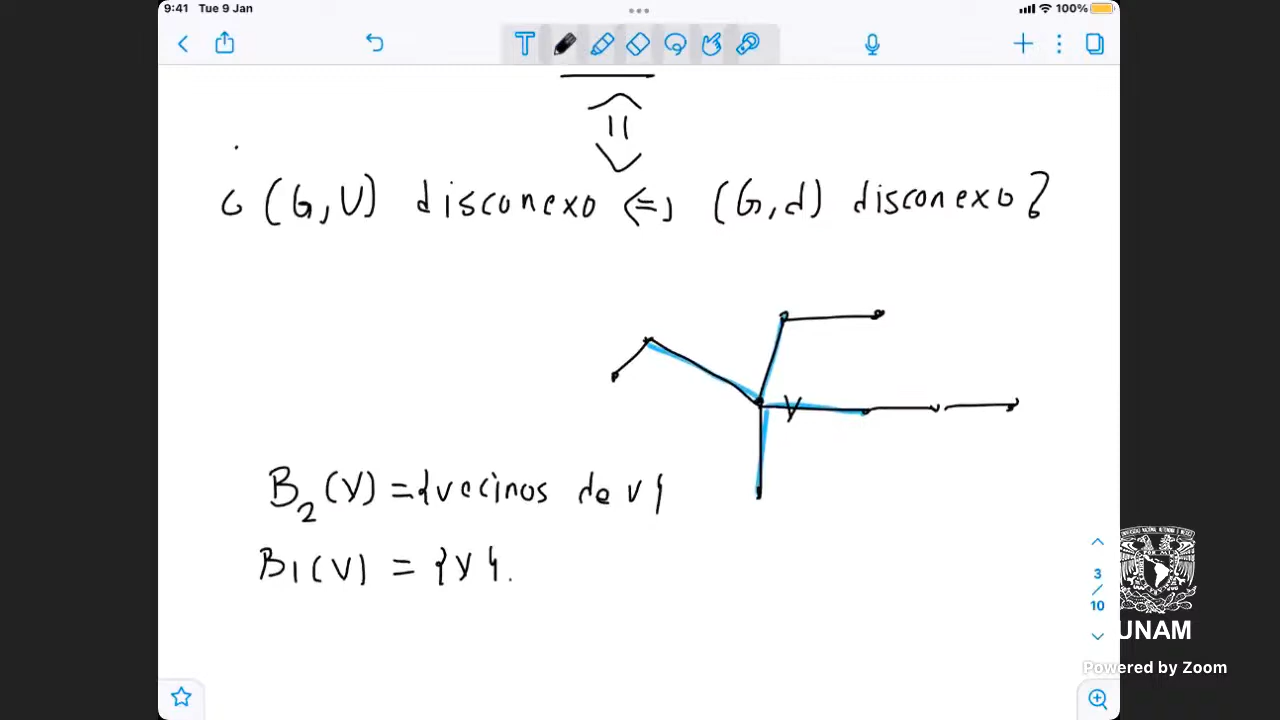 9:41 Tue 9 Jan
100%
T
¿ (G, U) disconexo <=> (G, d) disconexo?
v
B₂(v) = {vecinos de v}
B1(v) = {v}.
3
/
10
UNAM
Powered by Zoom